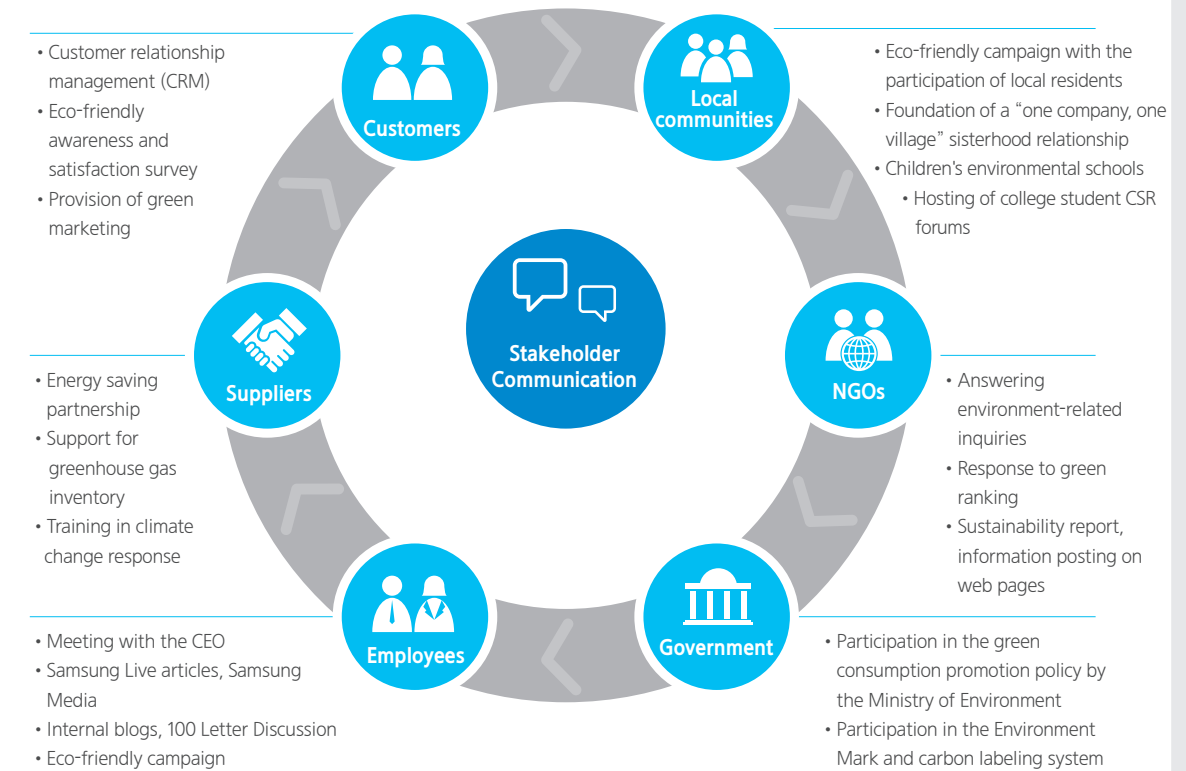 • Customer relationship
management (CRM)
• Eco-friendly
awareness and
satisfaction survey
• Provision of green
marketing
Customers
Local
communities
• Eco-friendly campaign with the
participation of local residents
• Foundation of a “one company, one
village” sisterhood relationship
• Children's environmental schools
• Hosting of college student CSR
forums
Stakeholder
Communication
Suppliers
• Energy saving
partnership
• Support for
greenhouse gas
inventory
• Training in climate
change response
NGOs
• Answering
environment-related
inquiries
• Response to green
ranking
• Sustainability report,
information posting on
web pages
Employees
• Meeting with the CEO
• Samsung Live articles, Samsung
Media
• Internal blogs, 100 Letter Discussion
• Eco-friendly campaign
Government
• Participation in the green
consumption promotion policy by
the Ministry of Environment
• Participation in the Environment
Mark and carbon labeling system